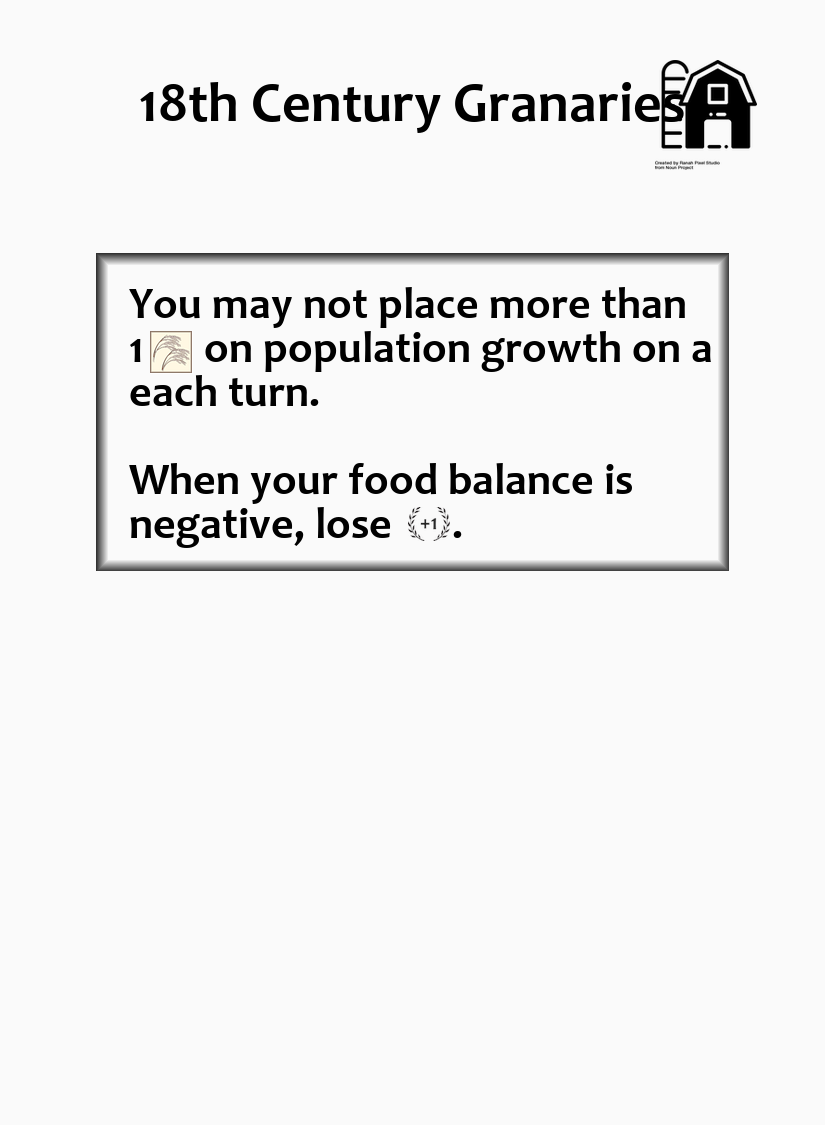 18th Century Granaries
Created by Ranah Pixel Studio
from Noun Project
You may not place more than
1 on population growth on a
each turn.
When your food balance is
negative, lose +1.